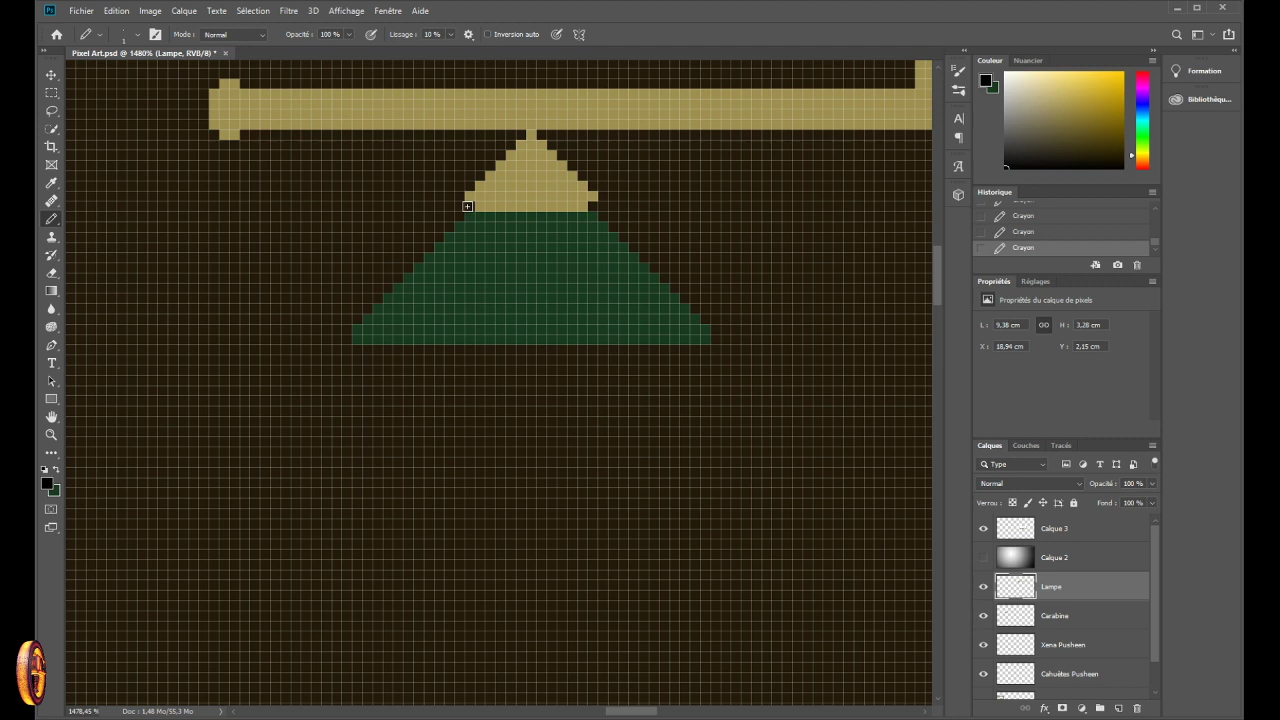 Ps Fichier Edition Image Calque Texte Sélection Filtre 3D Affichage Fenêtre Aide
1 Mode : Normal Opacité : 100 % Lissage : 10 % Inversion auto
Pixel Art.psd @ 1480% (Lampe, RVB/8) * ×
Couleur Nuancier
Formation
Bibliothèqu...
Historique
Crayon
Crayon
Crayon
Propriétés Réglages
Propriétés du calque de pixels
L : 9,38 cm H : 3,28 cm
X : 18,94 cm Y : 2,15 cm
Calques Couches Tracés
Type
Normal Opacité : 100 %
Verrou : Fond : 100 %
Calque 3
Calque 2
Lampe
Carabine
Xena Pusheen
Cahuètes Pusheen
1478,45 % Doc : 1,48 Mo/55,3 Mo